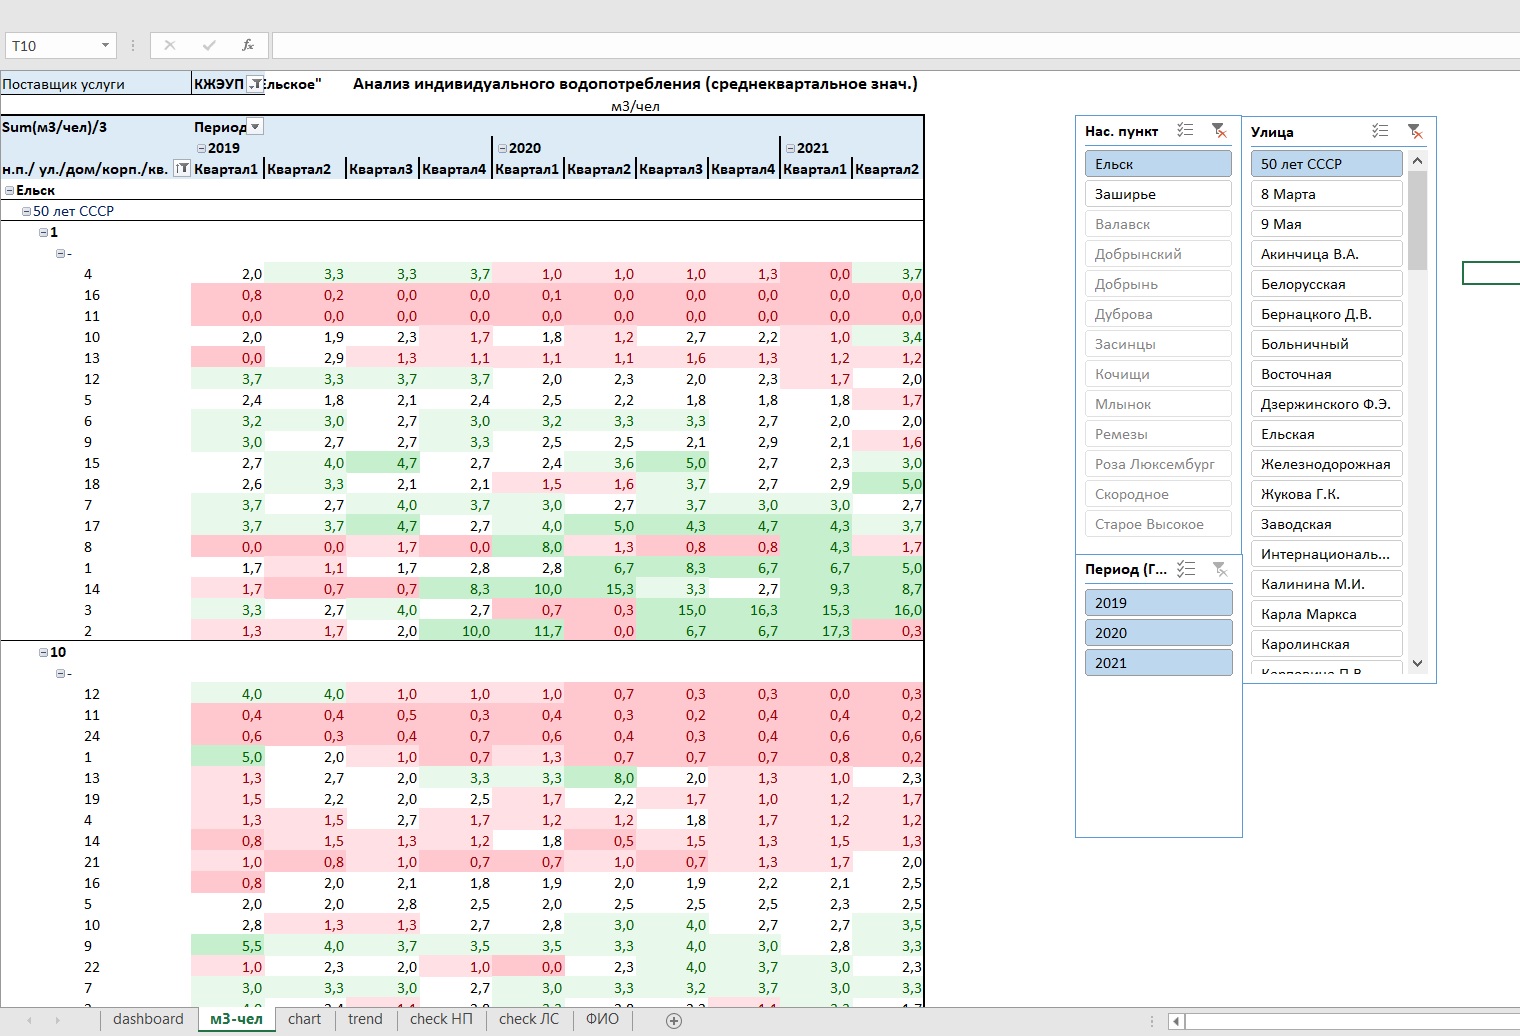 T10
fx
Поставщик услуги КЖЭУП Ельское" Анализ индивидуального водопотребления (среднеквартальное знач.)
м3/чел
Sum(м3/чел)/3 Период
2019 2020 2021
н.п./ ул./дом/корп./кв. Квартал1 Квартал2 Квартал3 Квартал4 Квартал1 Квартал2 Квартал3 Квартал4 Квартал1 Квартал2
Ельск
50 лет СССР
1
-
4 2,0 3,3 3,3 3,7 1,0 1,0 1,0 1,3 0,0 3,7
16 0,8 0,2 0,0 0,0 0,1 0,0 0,0 0,0 0,0 0,0
11 0,0 0,0 0,0 0,0 0,0 0,0 0,0 0,0 0,0 0,0
10 2,0 1,9 2,3 1,7 1,8 1,2 2,7 2,2 1,0 3,4
13 0,0 2,9 1,3 1,1 1,1 1,1 1,6 1,3 1,2 1,2
12 3,7 3,3 3,7 3,7 2,0 2,3 2,0 2,3 1,7 2,0
5 2,4 1,8 2,1 2,4 2,5 2,2 1,8 1,8 1,8 1,7
6 3,2 3,0 2,7 3,0 3,2 3,3 3,3 2,7 2,0 2,0
9 3,0 2,7 2,7 3,3 2,5 2,5 2,1 2,9 2,1 1,6
15 2,7 4,0 4,7 2,7 2,4 3,6 5,0 2,7 2,3 3,0
18 2,6 3,3 2,1 2,1 1,5 1,6 3,7 2,7 2,9 5,0
7 3,7 2,7 4,0 3,7 3,0 2,7 3,7 3,0 3,0 2,7
17 3,7 3,7 4,7 2,7 4,0 5,0 4,3 4,7 4,3 3,7
8 0,0 0,0 1,7 0,0 8,0 1,3 0,8 0,8 4,3 1,7
1 1,7 1,1 1,7 2,8 2,8 6,7 8,3 6,7 6,7 5,0
14 1,7 0,7 0,7 8,3 10,0 15,3 3,3 2,7 9,3 8,7
3 3,3 2,7 4,0 2,7 0,7 0,3 15,0 16,3 15,3 16,0
2 1,3 1,7 2,0 10,0 11,7 0,0 6,7 6,7 17,3 0,3
10
-
12 4,0 4,0 1,0 1,0 1,0 0,7 0,3 0,3 0,0 0,3
11 0,4 0,4 0,5 0,3 0,4 0,3 0,2 0,4 0,4 0,2
24 0,6 0,3 0,4 0,7 0,6 0,4 0,3 0,4 0,6 0,6
1 5,0 2,0 1,0 0,7 1,3 0,7 0,7 0,7 0,8 0,2
13 1,3 2,7 2,0 3,3 3,3 8,0 2,0 1,3 1,0 2,3
19 1,5 2,2 2,0 2,5 1,7 2,2 1,7 1,0 1,2 1,7
4 1,3 1,5 2,7 1,7 1,2 1,2 1,8 1,7 1,2 1,2
14 0,8 1,5 1,3 1,2 1,8 0,5 1,5 1,3 1,5 1,3
21 1,0 0,8 1,0 0,7 0,7 1,0 0,7 1,3 1,7 2,0
16 0,8 2,0 2,1 1,8 1,9 2,0 1,9 2,2 2,1 2,5
5 2,0 2,0 2,8 2,5 2,0 2,5 2,5 2,5 2,3 2,5
10 2,8 1,3 1,3 2,7 2,8 3,0 4,0 2,7 2,7 3,5
9 5,5 4,0 3,7 3,5 3,5 3,3 4,0 3,0 2,8 3,3
22 1,0 2,3 2,0 1,0 0,0 2,3 4,0 3,7 3,0 2,3
7 3,0 3,3 3,0 2,7 3,0 3,3 3,2 3,7 3,0 3,3
Нас. пункт
Ельск
Заширье
Валавск
Добрынский
Добрынь
Дуброва
Засинцы
Кочищи
Млынок
Ремезы
Роза Люксембург
Скородное
Старое Высокое
Период (Г...
2019
2020
2021
Улица
50 лет СССР
8 Марта
9 Мая
Акинчица В.А.
Белорусская
Бернацкого Д.В.
Больничный
Восточная
Дзержинского Ф.Э.
Ельская
Железнодорожная
Жукова Г.К.
Заводская
Интернациональ...
Калинина М.И.
Карла Маркса
Каролинская
dashboard м3-чел chart trend check НП check ЛС ФИО